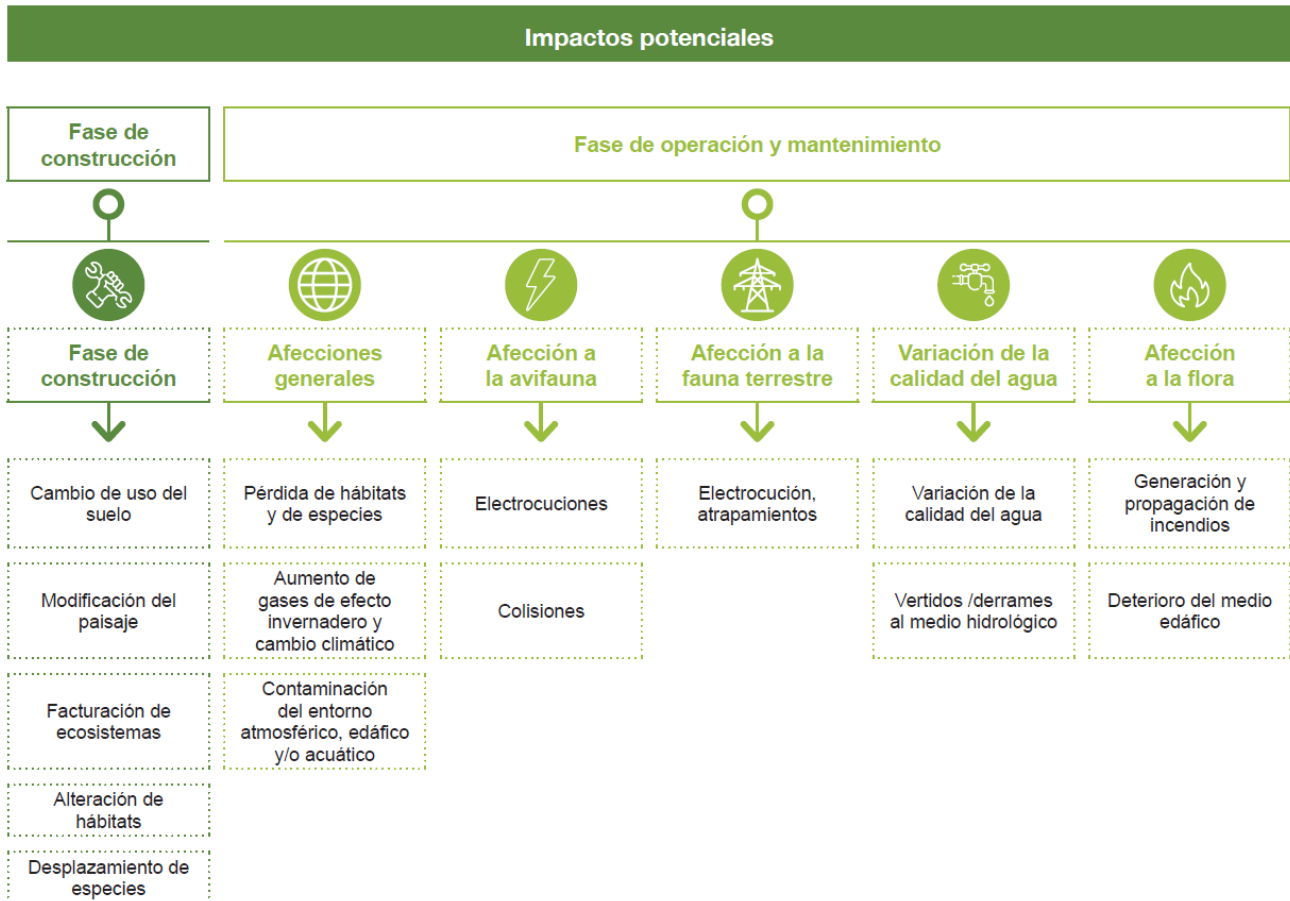 Impactos potenciales
Fase de
construcción
Fase de operación y mantenimiento
Fase de
construcción
Afecciones
generales
Afección a
la avifauna
Afección a la
fauna terrestre
Variación de la
calidad del agua
Afección
a la flora
Cambio de uso del
suelo
Modificación del
paisaje
Facturación de
ecosistemas
Alteración de
hábitats
Desplazamiento de
especies
Pérdida de hábitats
y de especies
Aumento de
gases de efecto
invernadero y
cambio climático
Contaminación
del entorno
atmosférico, edáfico
y/o acuático
Electrocuciones
Colisiones
Electrocución,
atrapamientos
Variación de la
calidad del agua
Vertidos /derrames
al medio hidrológico
Generación y
propagación de
incendios
Deterioro del medio
edáfico